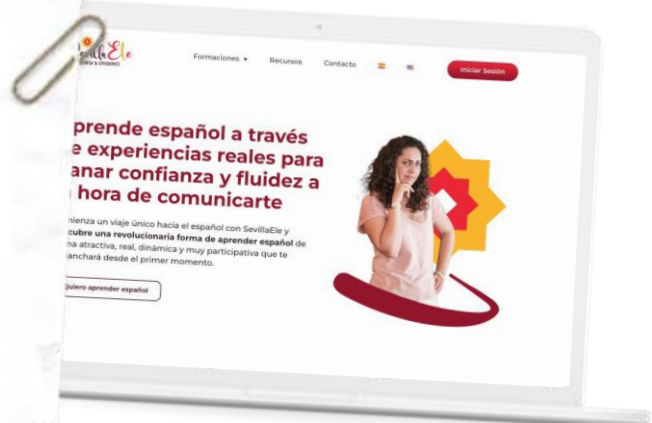 SevillaEle
Formaciones
Recursos
Contacto
Iniciar Sesión
prende español a través
e experiencias reales para
anar confianza y fluidez a
hora de comunicarte
mienza un viaje único hacia el español con SevillaEle y
cubre una revolucionaria forma de aprender español de
ma atractiva, real, dinámica y muy participativa que te
anchará desde el primer momento.
uiero aprender español